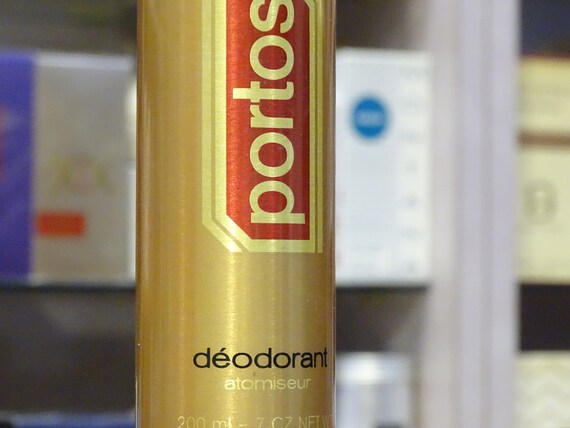 portos
déodorant
atomiseur
200 ml - 7 OZ NET W